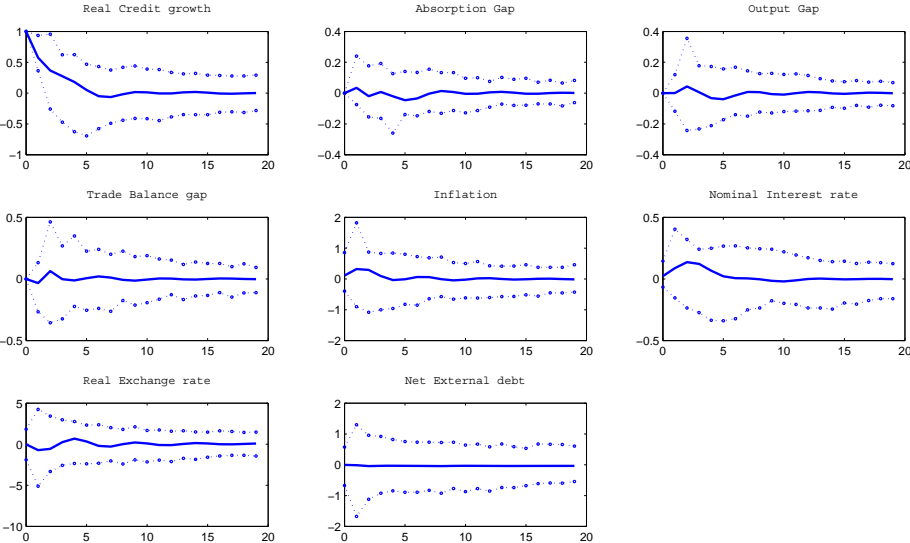 Real Credit growth
1
0.5
0
−0.5
−1
0 5 10 15 20
Absorption Gap
0.4
0.2
0
−0.2
−0.4
0 5 10 15 20
Output Gap
0.4
0.2
0
−0.2
−0.4
0 5 10 15 20
Trade Balance gap
0.5
0
−0.5
0 5 10 15 20
Inflation
2
1
0
−1
−2
0 5 10 15 20
Nominal Interest rate
0.5
0
−0.5
0 5 10 15 20
Real Exchange rate
5
0
−5
−10
0 5 10 15 20
Net External debt
2
1
0
−1
−2
0 5 10 15 20